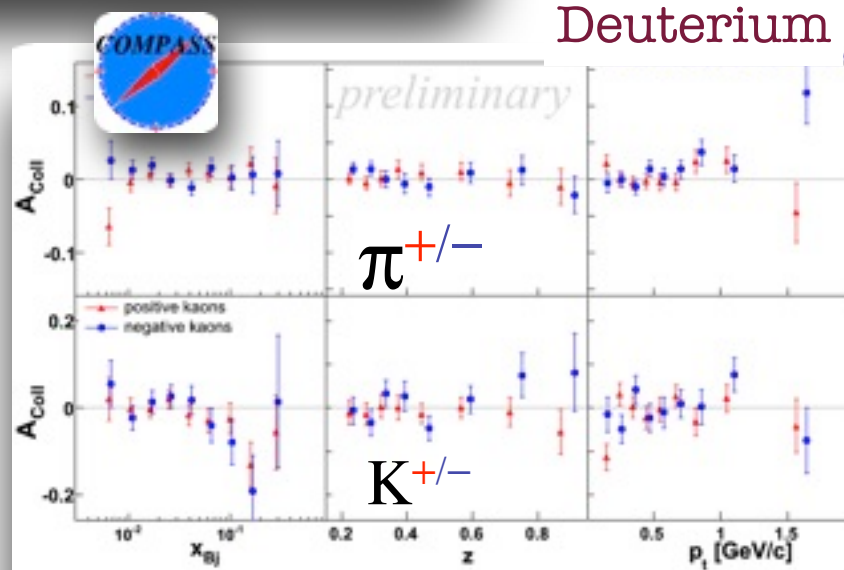 Deuterium
COMPASS
preliminary
0.1
0
-0.1
A_Coll
π+/−
positive kaons
negative kaons
0.2
0
-0.2
A_Coll
K+/−
10-2
10-1
x_Bj
0.2
0.4
0.6
0.8
z
0.5
1
1.5
p_t [GeV/c]